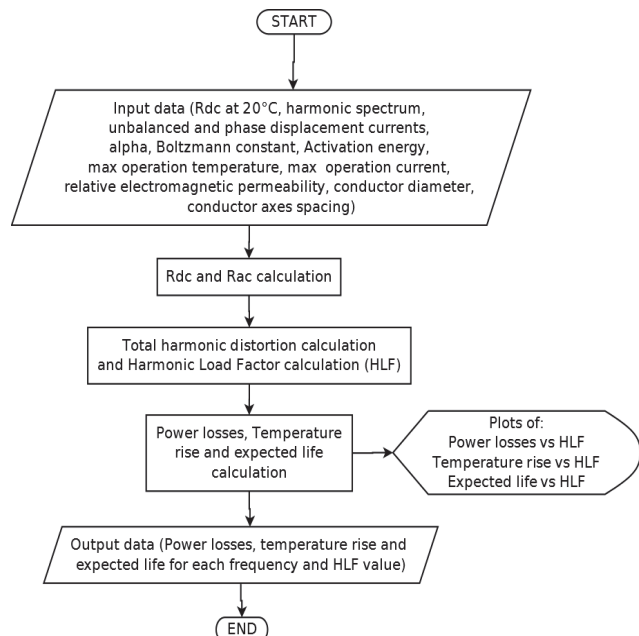 START
Input data (Rdc at 20°C, harmonic spectrum,
unbalanced and phase displacement currents,
alpha, Boltzmann constant, Activation energy,
max operation temperature, max operation current,
relative electromagnetic permeability, conductor diameter,
conductor axes spacing)
Rdc and Rac calculation
Total harmonic distortion calculation
and Harmonic Load Factor calculation (HLF)
Power losses, Temperature
rise and expected life
calculation
Plots of:
Power losses vs HLF
Temperature rise vs HLF
Expected life vs HLF
Output data (Power losses, temperature rise and
expected life for each frequency and HLF value)
END